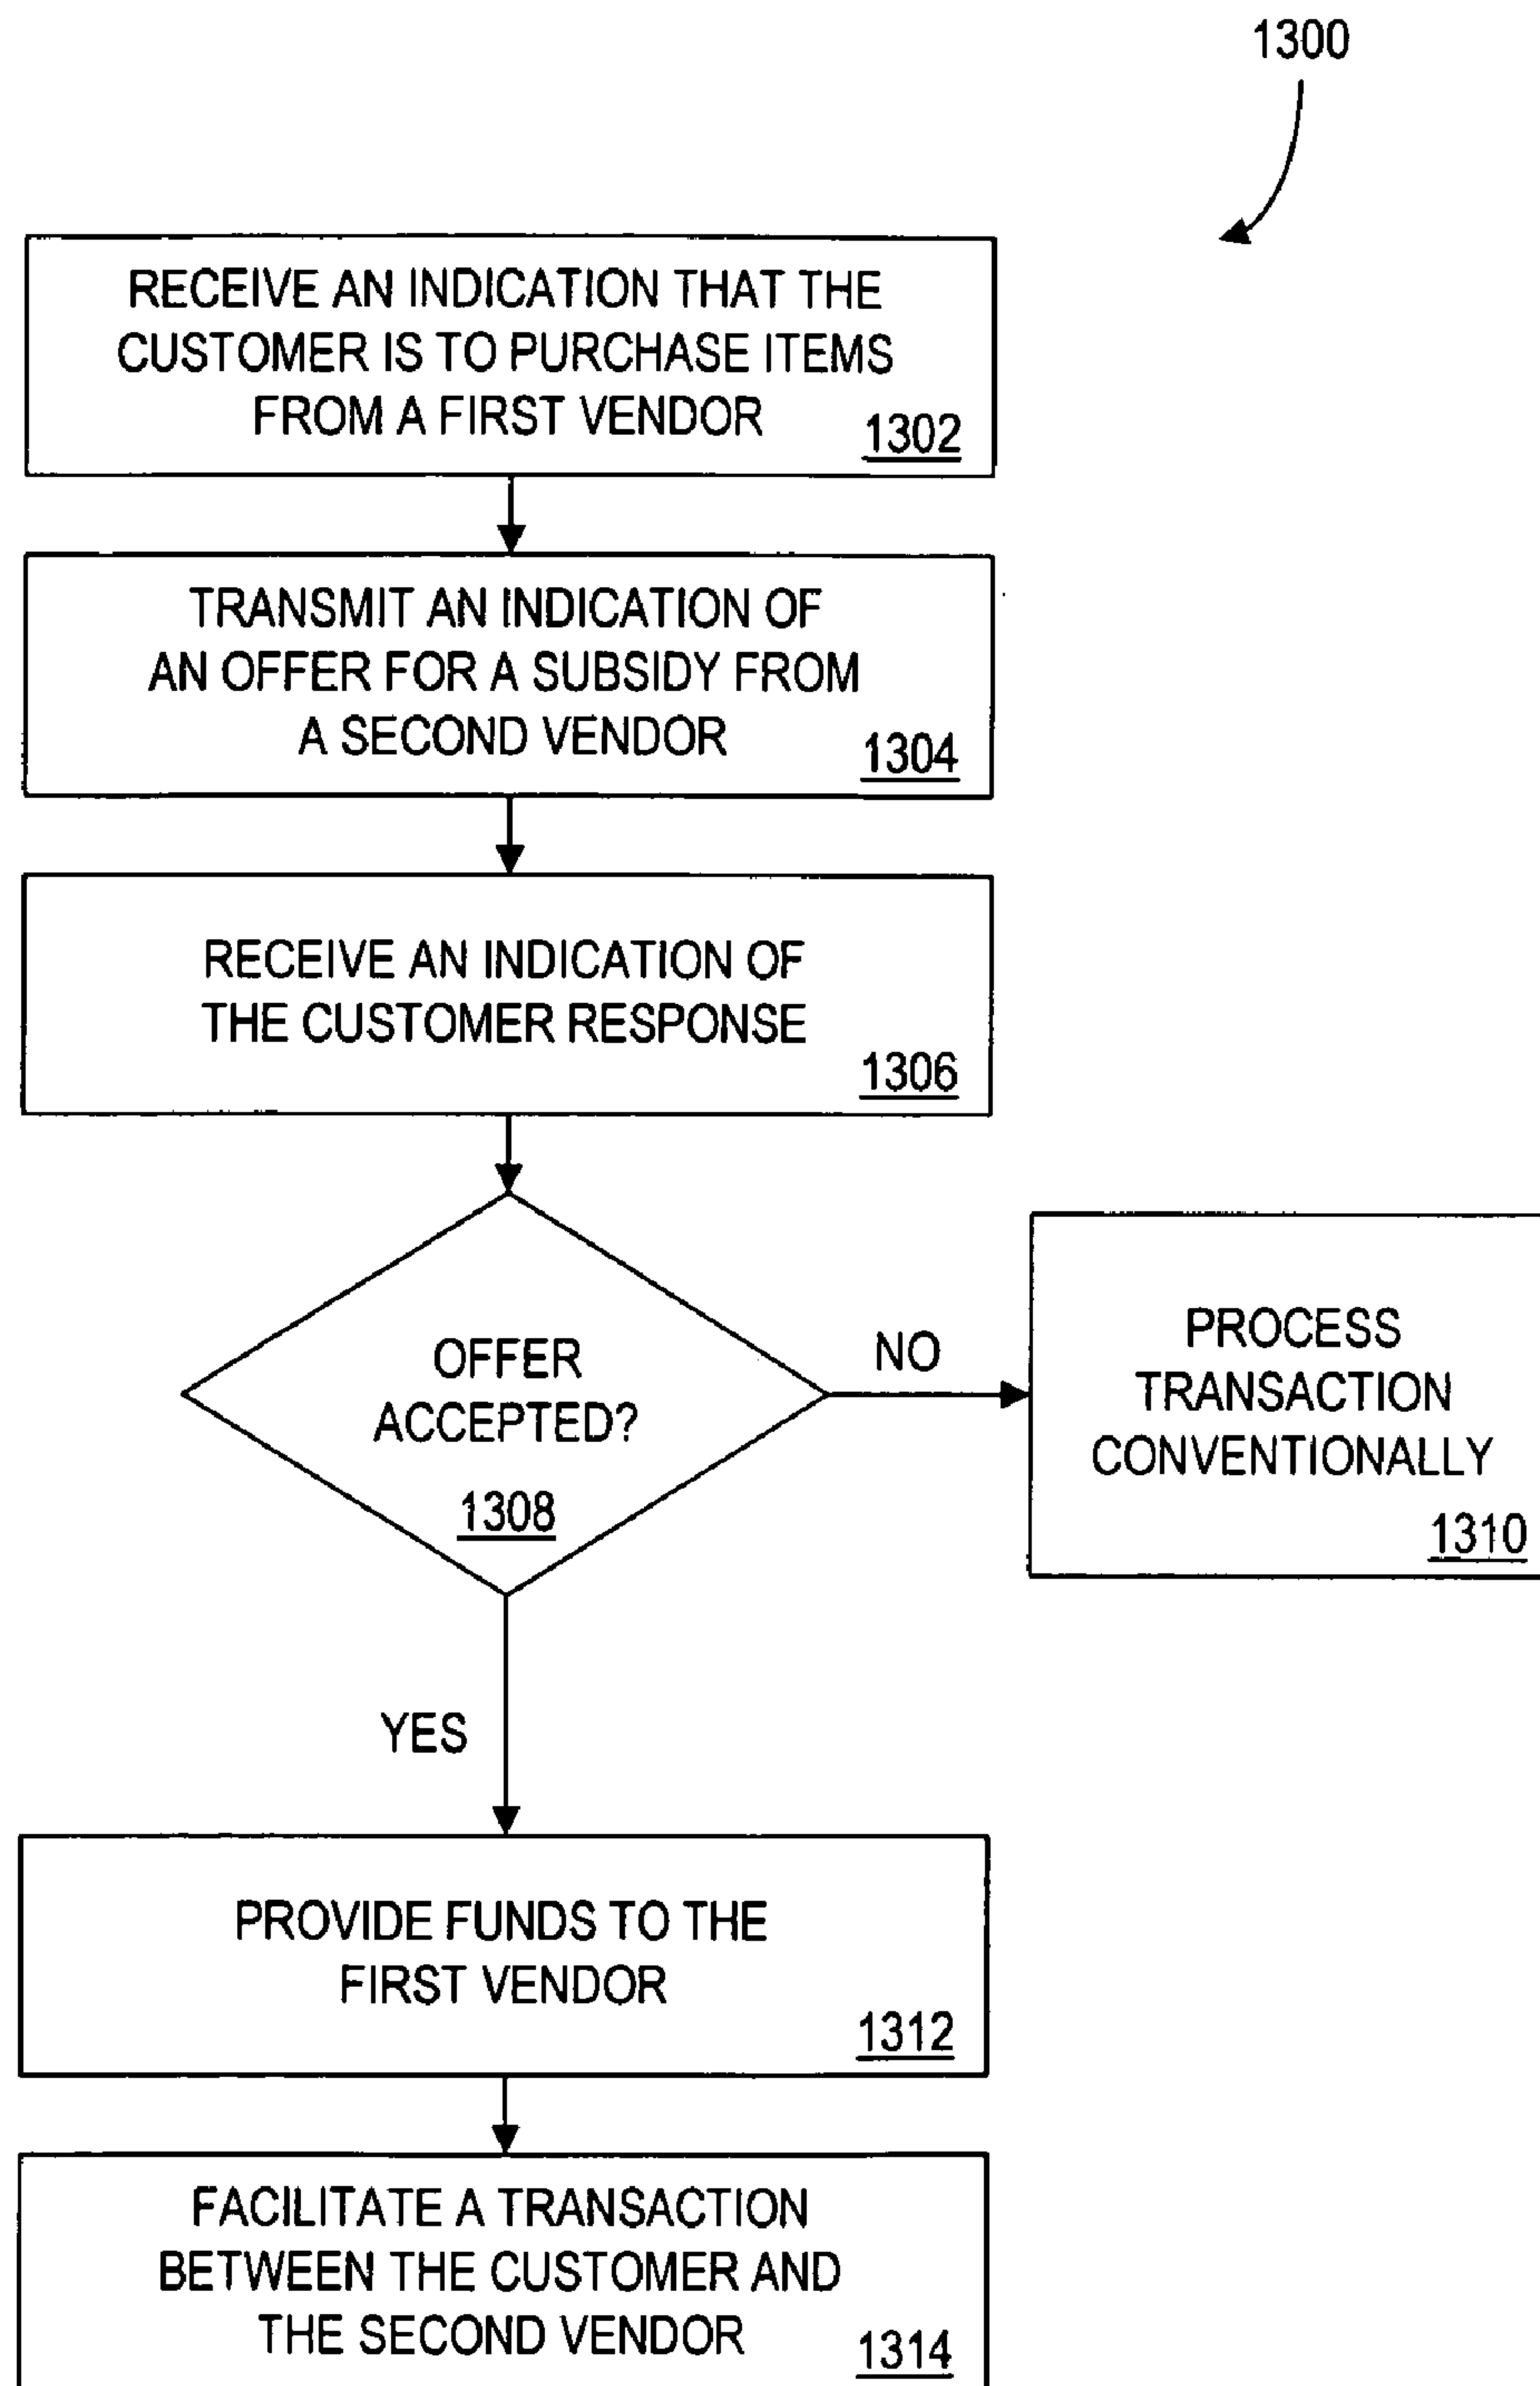 1300
RECEIVE AN INDICATION THAT THE
CUSTOMER IS TO PURCHASE ITEMS
FROM A FIRST VENDOR
1302
TRANSMIT AN INDICATION OF
AN OFFER FOR A SUBSIDY FROM
A SECOND VENDOR
1304
RECEIVE AN INDICATION OF
THE CUSTOMER RESPONSE
1306
OFFER
ACCEPTED?
1308
NO
PROCESS
TRANSACTION
CONVENTIONALLY
1310
YES
PROVIDE FUNDS TO THE
FIRST VENDOR
1312
FACILITATE A TRANSACTION
BETWEEN THE CUSTOMER AND
THE SECOND VENDOR
1314